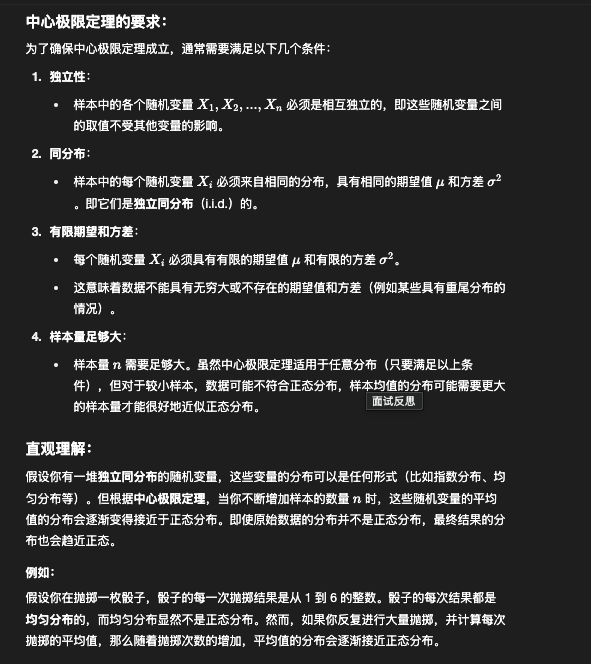 中心极限定理的要求：
为了确保中心极限定理成立，通常需要满足以下几个条件：
1. 独立性：
• 样本中的各个随机变量 X₁, X₂, ..., Xₙ 必须是相互独立的，即这些随机变量之间
的取值不受其他变量的影响。
2. 同分布：
• 样本中的每个随机变量 Xᵢ 必须来自相同的分布，具有相同的期望值 μ 和方差 σ²
。即它们是独立同分布（i.i.d.）的。
3. 有限期望和方差：
• 每个随机变量 Xᵢ 必须具有有限的期望值 μ 和有限的方差 σ²。
• 这意味着数据不能具有无穷大或不存在的期望值和方差（例如某些具有重尾分布的
情况）。
4. 样本量足够大：
• 样本量 n 需要足够大。虽然中心极限定理适用于任意分布（只要满足以上条
件），但对于较小样本，数据可能不符合正态分布，样本均值的分布可能需要更大
的样本量才能很好地近似正态分布。
面试反思
直观理解：
假设你有一堆独立同分布的随机变量，这些变量的分布可以是任何形式（比如指数分布、均
匀分布等）。但根据中心极限定理，当你不断增加样本的数量 n 时，这些随机变量的平均
值的分布会逐渐变得接近于正态分布。即使原始数据的分布并不是正态分布，最终结果的分
布也会趋近正态。
例如：
假设你在抛掷一枚骰子，骰子的每一次抛掷结果是从 1 到 6 的整数。骰子的每次结果都是
均匀分布的，而均匀分布显然不是正态分布。然而，如果你反复进行大量抛掷，并计算每次
抛掷的平均值，那么随着抛掷次数的增加，平均值的分布会逐渐接近正态分布。